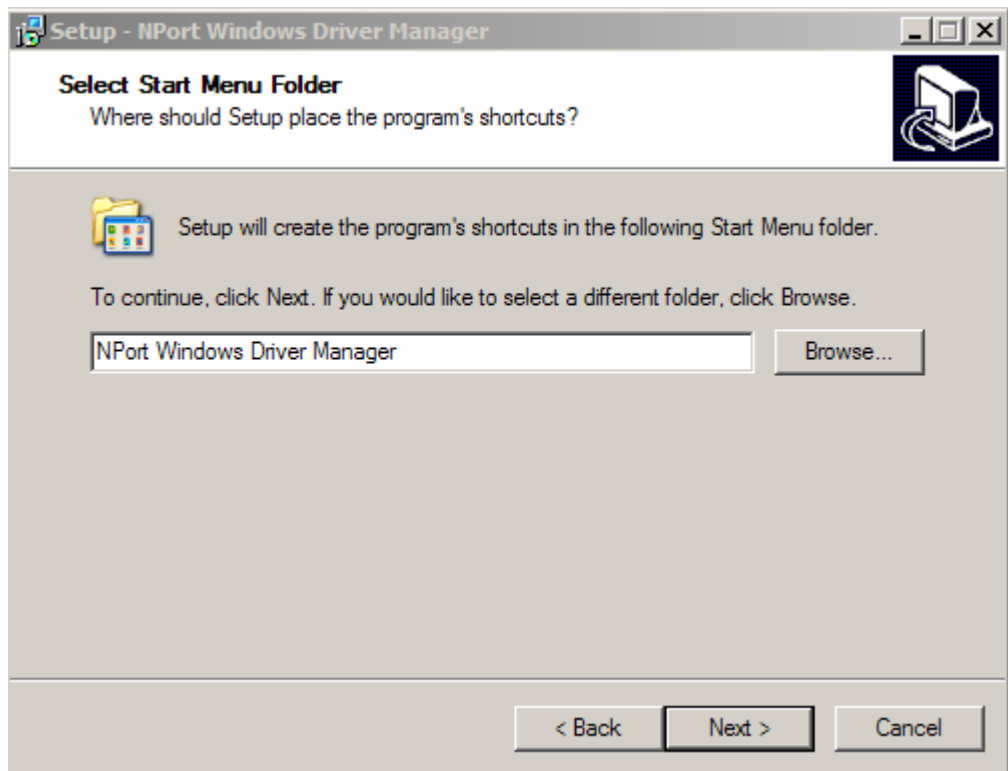 Setup - NPort Windows Driver Manager
Select Start Menu Folder
Where should Setup place the program's shortcuts?
Setup will create the program's shortcuts in the following Start Menu folder.
To continue, click Next. If you would like to select a different folder, click Browse.
NPort Windows Driver Manager
Browse...
< Back
Next >
Cancel